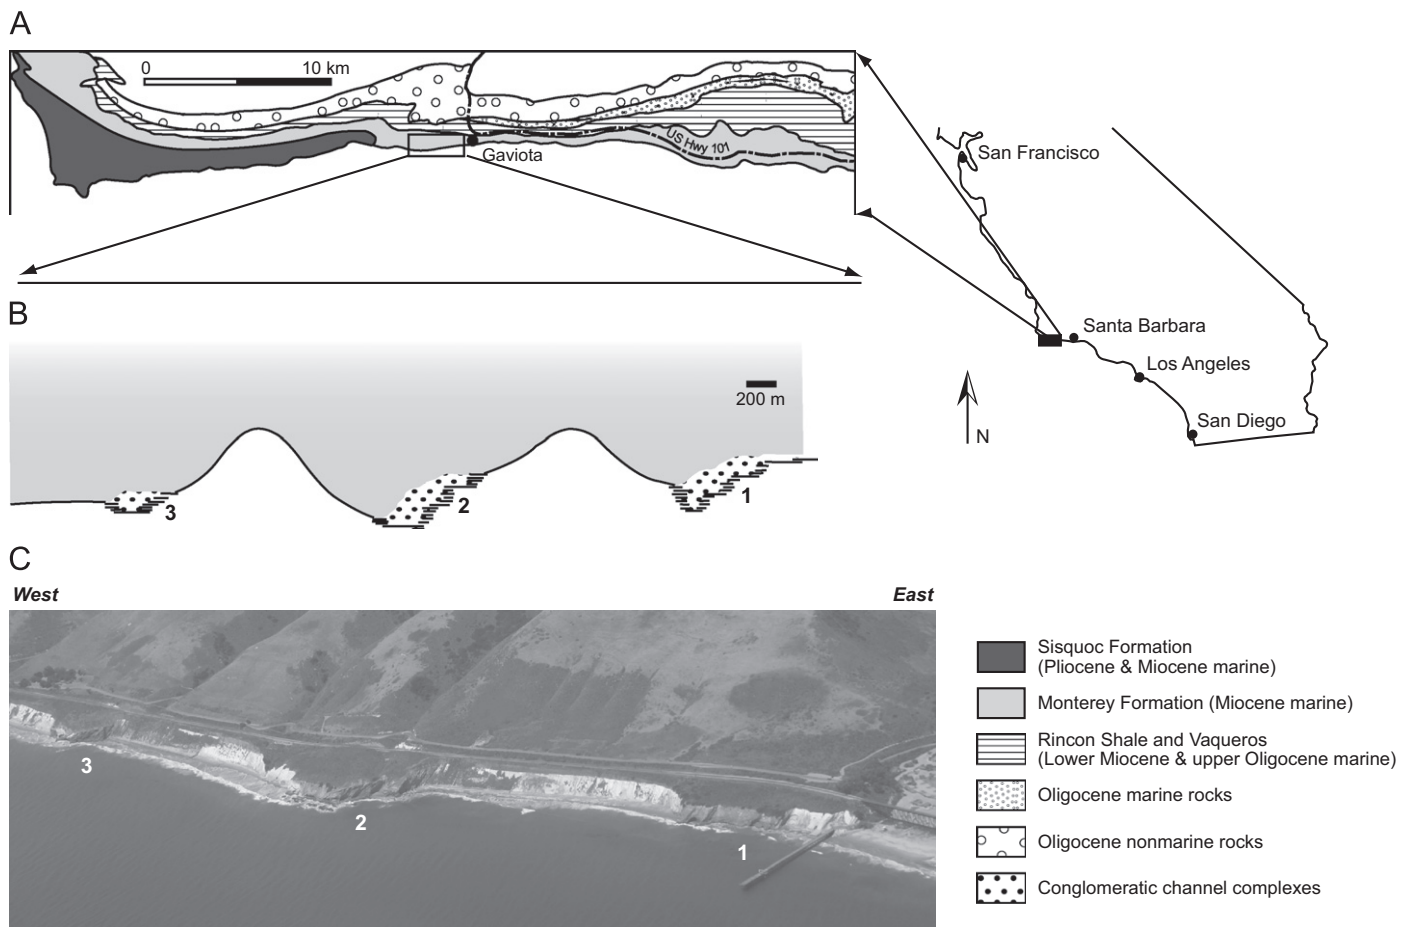 A
0 10 km
US Hwy 101
Gaviota
San Francisco
Santa Barbara
Los Angeles
San Diego
N
B
200 m
3
2
1
C
West East
3
2
1
Sisquoc Formation
(Pliocene & Miocene marine)
Monterey Formation (Miocene marine)
Rincon Shale and Vaqueros
(Lower Miocene & upper Oligocene marine)
Oligocene marine rocks
Oligocene nonmarine rocks
Conglomeratic channel complexes